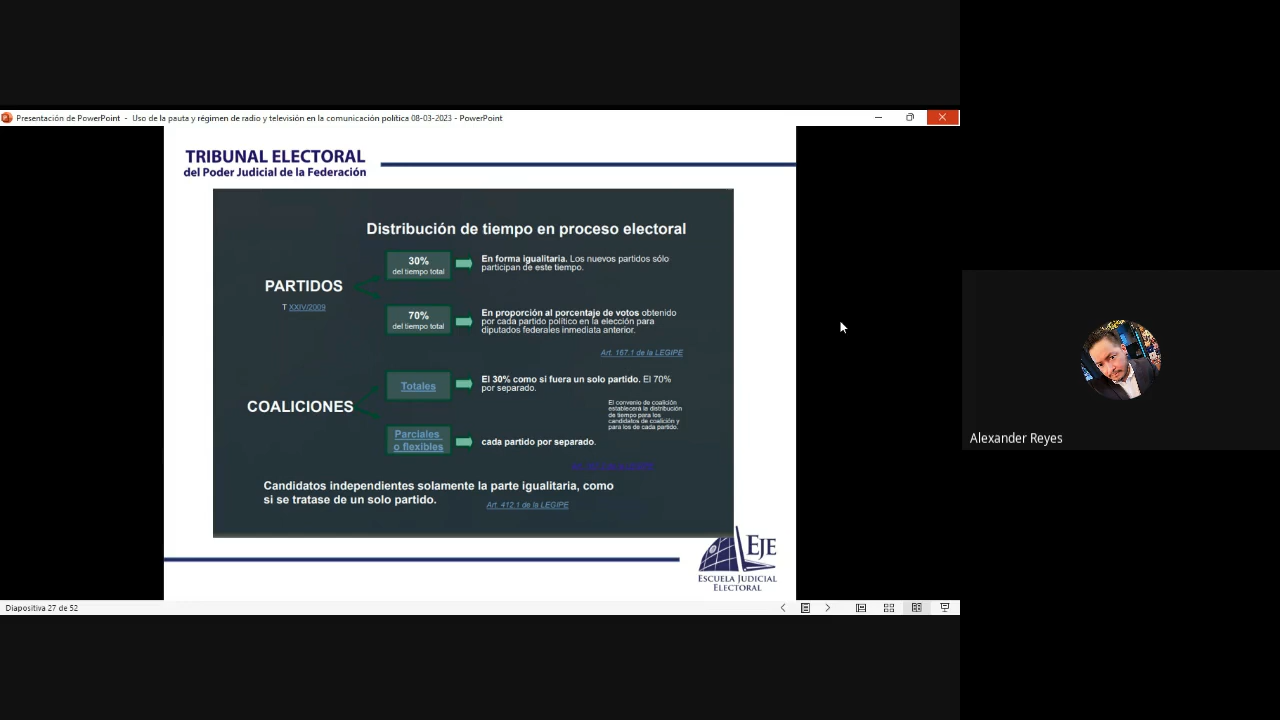 Presentación de PowerPoint - Uso de la pauta y régimen de radio y televisión en la comunicación política 08-03-2023 - PowerPoint
TRIBUNAL ELECTORAL
del Poder Judicial de la Federación
Distribución de tiempo en proceso electoral
PARTIDOS
T XXIV/2009
30%
del tiempo total
En forma igualitaria. Los nuevos partidos sólo
participan de este tiempo.
70%
del tiempo total
En proporción al porcentaje de votos obtenido
por cada partido político en la elección para
diputados federales inmediata anterior.
Art. 167.1 de la LEGIPE
COALICIONES
Totales
El 30% como si fuera un solo partido. El 70%
por separado.
El convenio de coalición
establecerá la distribución
de tiempo para los
candidatos de coalición y
para los de cada partido.
Parciales
o flexibles
cada partido por separado.
Candidatos independientes solamente la parte igualitaria, como
si se tratase de un solo partido.
Art. 412.1 de la LEGIPE
EJE
ESCUELA JUDICIAL
ELECTORAL
Diapositiva 27 de 52
Alexander Reyes